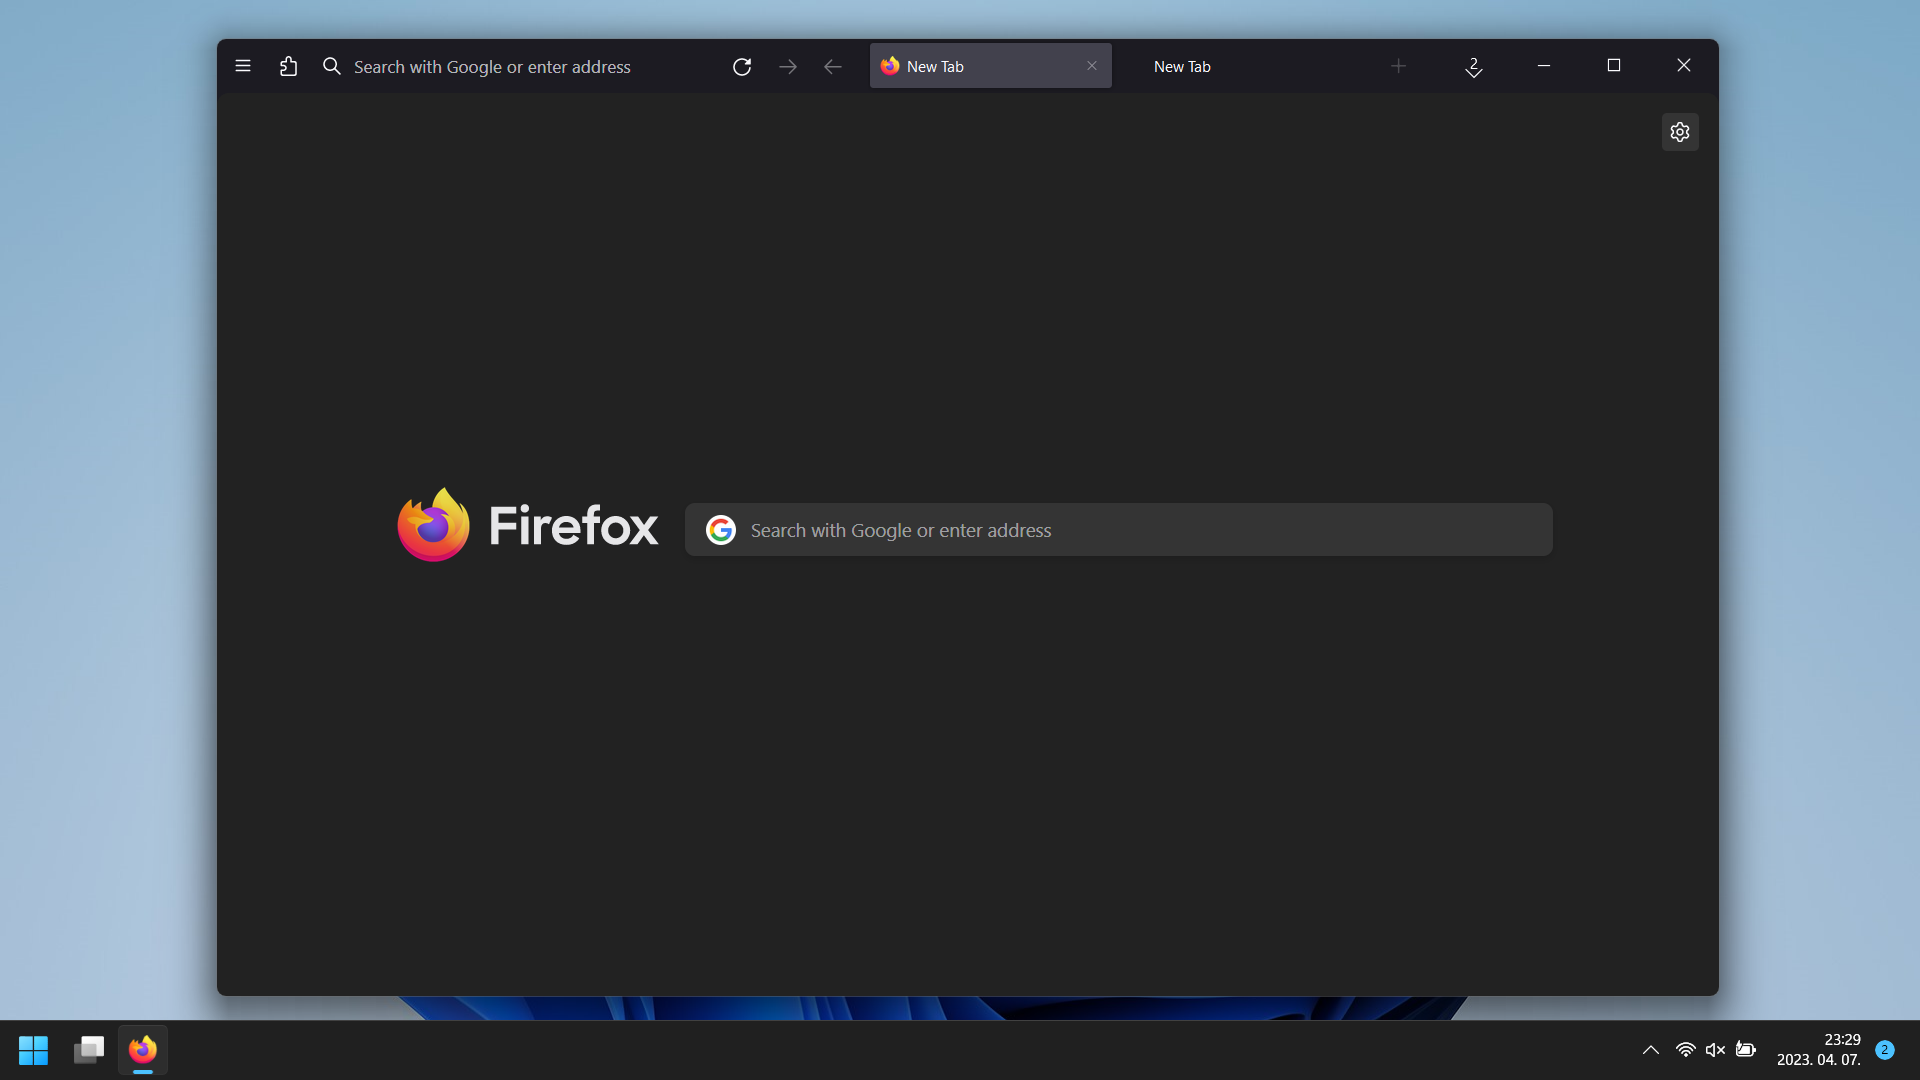 Search with Google or enter address
New Tab
New Tab
2
Firefox
Search with Google or enter address
23:29
2023. 04. 07.
2